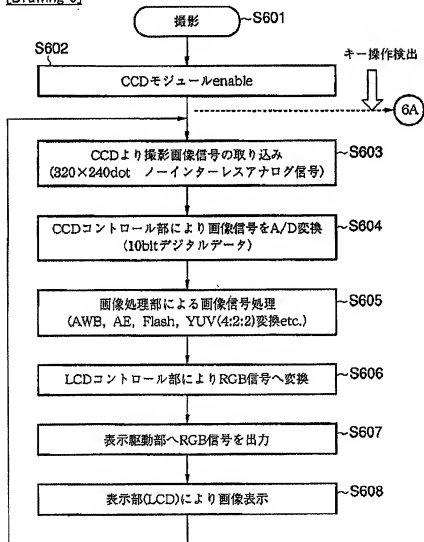 撮影
S601
S602
CCDモジュールenable
キー操作検出
6A
CCDより撮影画像信号の取り込み
(320×240dot ノーインターレスアナログ信号)
S603
CCDコントロール部により画像信号をA/D変換
(10bitデジタルデータ)
S604
画像処理部による画像信号処理
(AWB, AE, Flash, YUV(4:2:2)変換etc.)
S605
LCDコントロール部によりRGB信号へ変換
S606
表示駆動部へRGB信号を出力
S607
表示部(LCD)により画像表示
S608